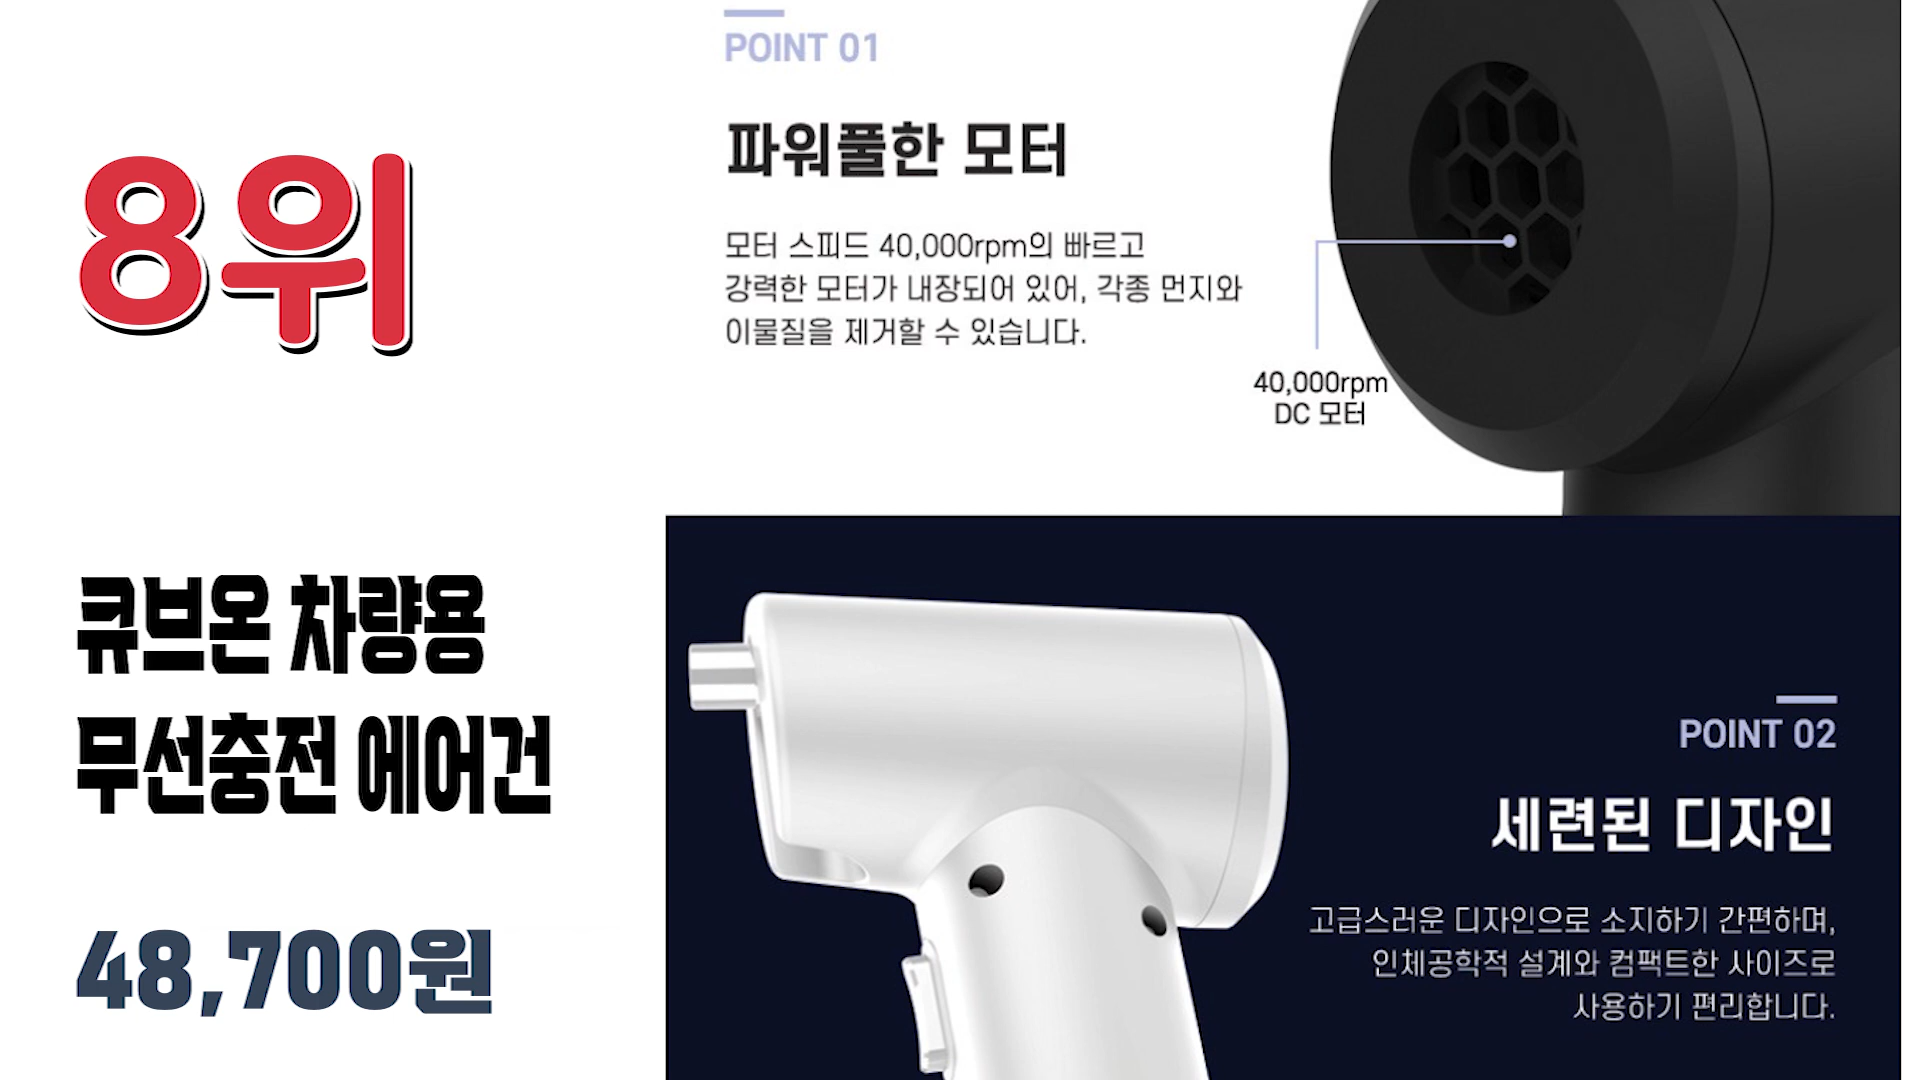 8위
큐브온 차량용
무선충전 에어건
48,700원
POINT 01
파워풀한 모터
모터 스피드 40,000rpm의 빠르고
강력한 모터가 내장되어 있어, 각종 먼지와
이물질을 제거할 수 있습니다.
40,000rpm
DC 모터
POINT 02
세련된 디자인
고급스러운 디자인으로 소지하기 간편하며,
인체공학적 설계와 컴팩트한 사이즈로
사용하기 편리합니다.